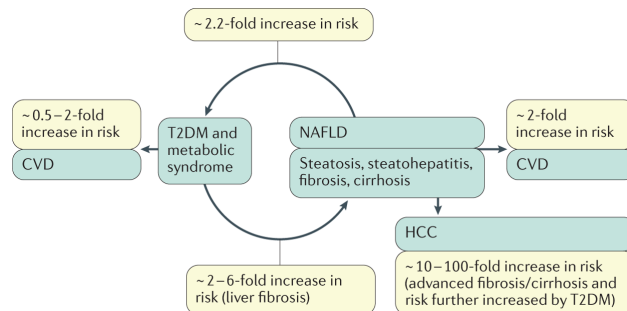 ~2.2-fold increase in risk
~0.5–2-fold
increase in risk
CVD
T2DM and
metabolic
syndrome
NAFLD
Steatosis, steatohepatitis,
fibrosis, cirrhosis
~2-fold
increase in risk
CVD
HCC
~10–100-fold increase in risk
(advanced fibrosis/cirrhosis and
risk further increased by T2DM)
~2–6-fold increase in
risk (liver fibrosis)